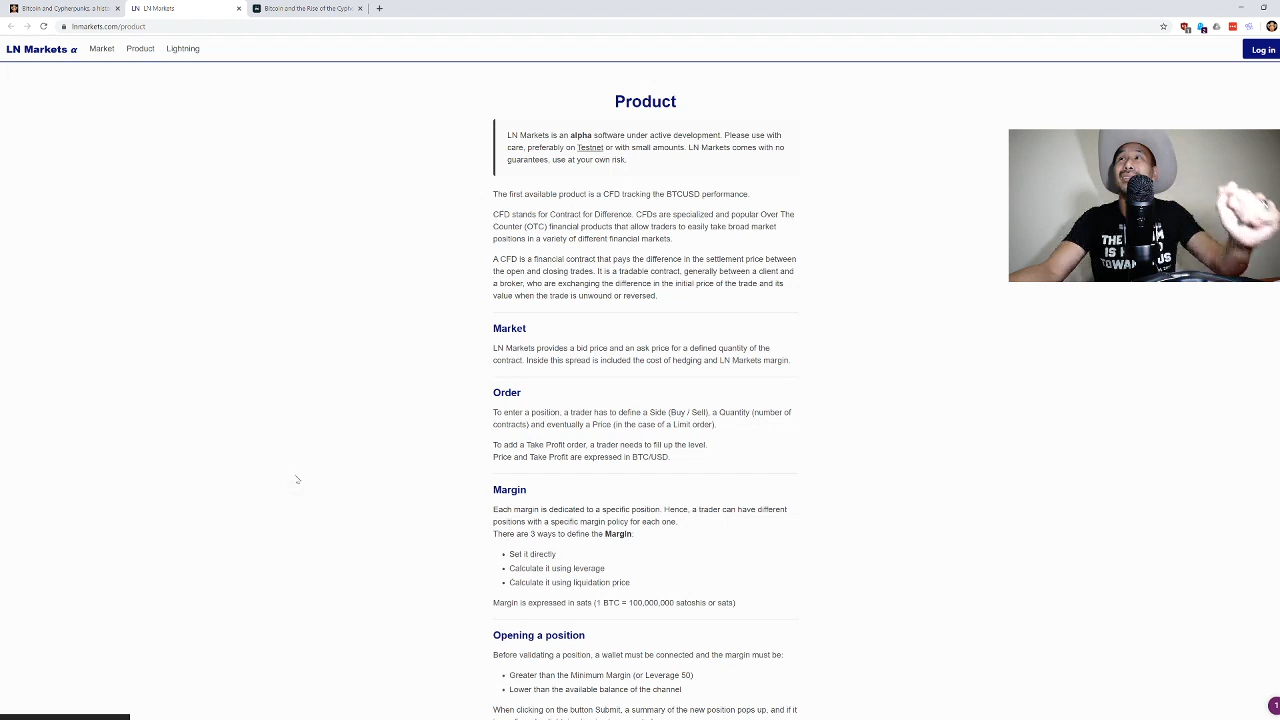 Bitcoin and Cypherpunks, a hist
LN LN Markets
Bitcoin and the Rise of the Cyphe
lnmarkets.com/product
LN Markets α Market Product Lightning
Log in
Product
LN Markets is an alpha software under active development. Please use with
care, preferably on Testnet or with small amounts. LN Markets comes with no
guarantees, use at your own risk.
The first available product is a CFD tracking the BTCUSD performance.
CFD stands for Contract for Difference. CFDs are specialized and popular Over The
Counter (OTC) financial products that allow traders to easily take broad market
positions in a variety of different financial markets.
A CFD is a financial contract that pays the difference in the settlement price between
the open and closing trades. It is a tradable contract, generally between a client and
a broker, who are exchanging the difference in the initial price of the trade and its
value when the trade is unwound or reversed.
Market
LN Markets provides a bid price and an ask price for a defined quantity of the
contract. Inside this spread is included the cost of hedging and LN Markets margin.
Order
To enter a position, a trader has to define a Side (Buy / Sell), a Quantity (number of
contracts) and eventually a Price (in the case of a Limit order).
To add a Take Profit order, a trader needs to fill up the level.
Price and Take Profit are expressed in BTC/USD.
Margin
Each margin is dedicated to a specific position. Hence, a trader can have different
positions with a specific margin policy for each one.
There are 3 ways to define the Margin:
Set it directly
Calculate it using leverage
Calculate it using liquidation price
Margin is expressed in sats (1 BTC = 100,000,000 satoshis or sats)
Opening a position
Before validating a position, a wallet must be connected and the margin must be:
Greater than the Minimum Margin (or Leverage 50)
Lower than the available balance of the channel
When clicking on the button Submit, a summary of the new position pops up, and if it
1
THE
IS H
TOWA US